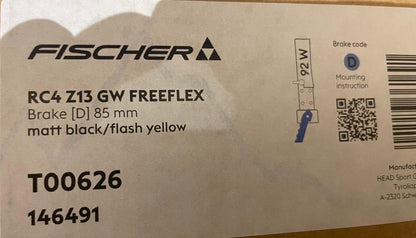 FISCHER
RC4 Z13 GW FREEFLEX
Brake [D] 85 mm
matt black/flash yellow
T00626
146491
92 W
Brake code
D
Mounting
instruction
Manufact
HEAD Sport G
Tyrolia
A-2320 Schw